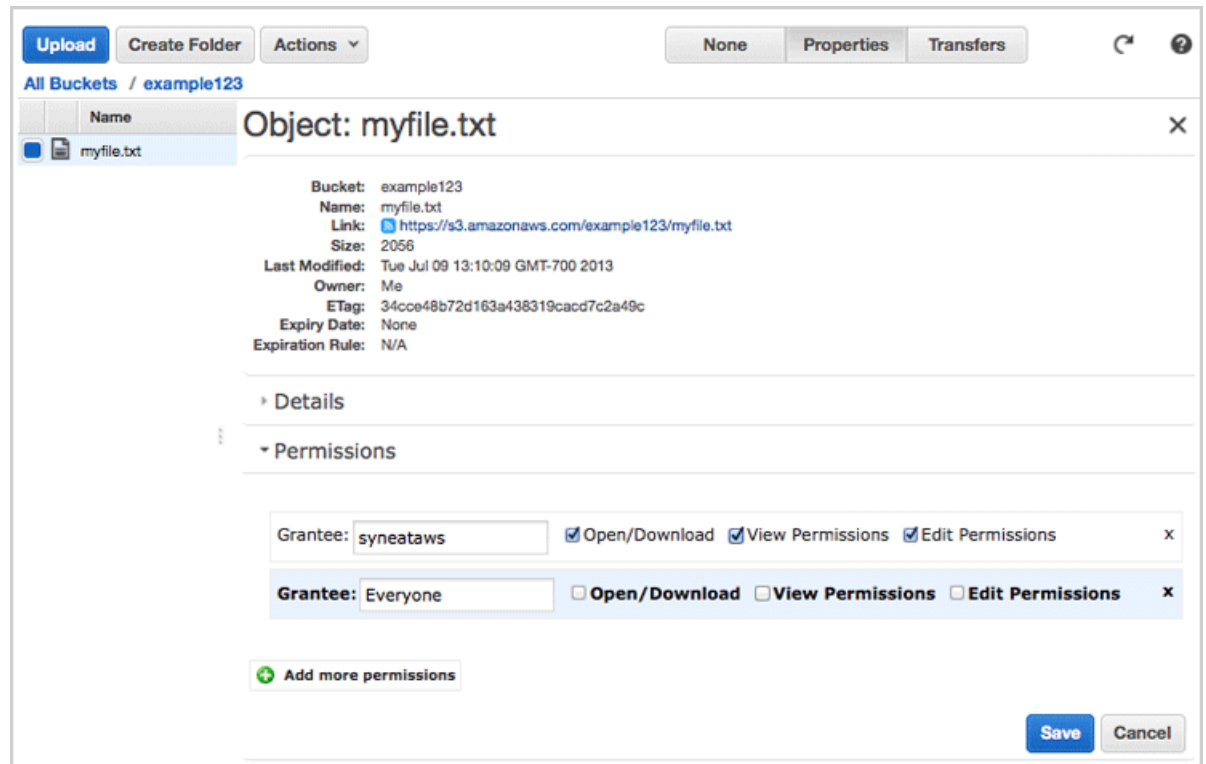 Upload Create Folder Actions None Properties Transfers
All Buckets / example123
Name
myfile.txt
Object: myfile.txt
Bucket: example123
Name: myfile.txt
Link: https://s3.amazonaws.com/example123/myfile.txt
Size: 2056
Last Modified: Tue Jul 09 13:10:09 GMT-700 2013
Owner: Me
ETag: 34cce48b72d163a438319cacd7c2a49c
Expiry Date: None
Expiration Rule: N/A
Details
Permissions
Grantee: syneataws Open/Download View Permissions Edit Permissions x
Grantee: Everyone Open/Download View Permissions Edit Permissions x
Add more permissions
Save Cancel